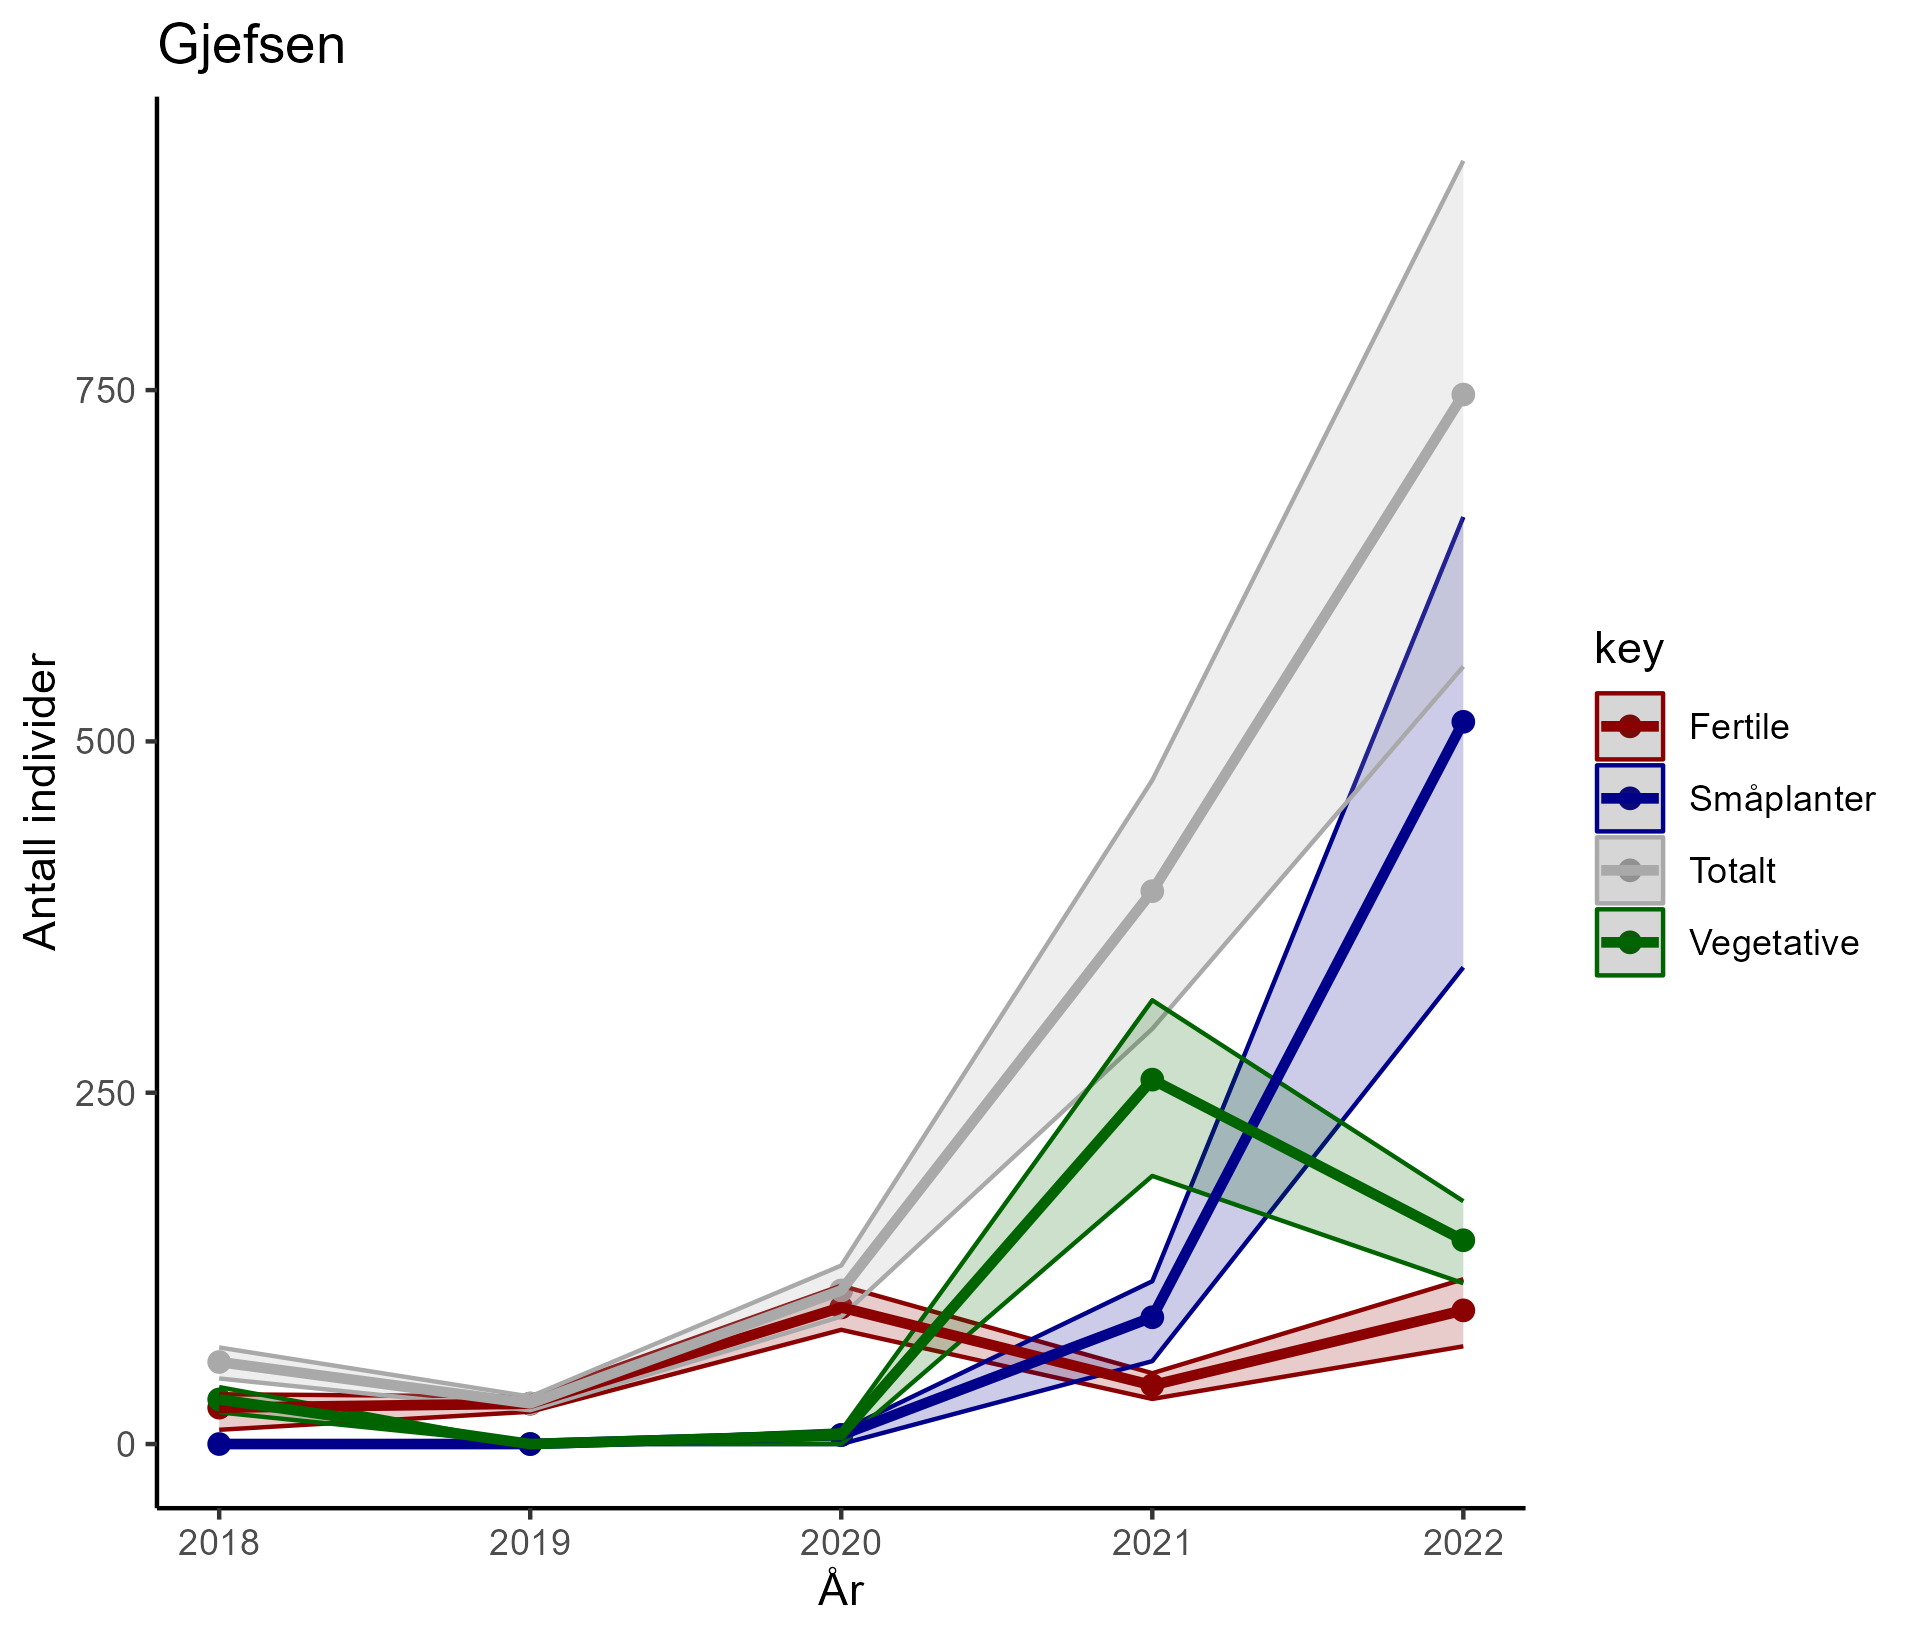 Gjefsen
Antall individer
750
500
250
0
2018 2019 2020 2021 2022
År
key
Fertile
Småplanter
Totalt
Vegetative